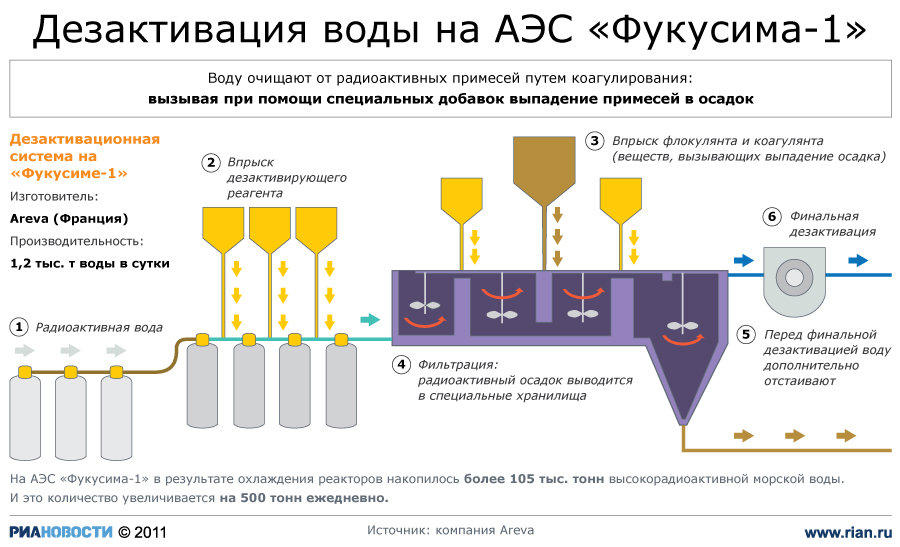 Дезактивация воды на АЭС «Фукусима-1»
Воду очищают от радиоактивных примесей путем коагулирования:
вызывая при помощи специальных добавок выпадение примесей в осадок
Дезактивационная
система на
«Фукусиме-1»
Изготовитель:
Areva (Франция)
Производительность:
1,2 тыс. т воды в сутки
1 Радиоактивная вода
2 Впрыск
дезактивирующего
реагента
3 Впрыск флокулянта и коагулянта
(веществ, вызывающих выпадение осадка)
4 Фильтрация:
радиоактивный осадок выводится
в специальные хранилища
5 Перед финальной
дезактивацией воду
дополнительно
отстаивают
6 Финальная
дезактивация
На АЭС «Фукусима-1» в результате охлаждения реакторов накопилось более 105 тыс. тонн высокорадиоактивной морской воды.
И это количество увеличивается на 500 тонн ежедневно.
РИАНОВОСТИ © 2011
Источник: компания Areva
www.rian.ru